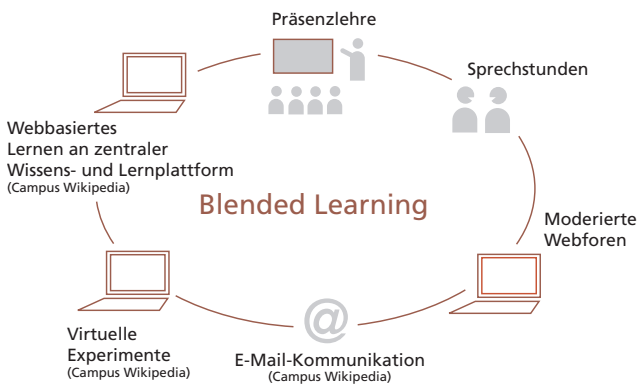 Präsenzlehre
Sprechstunden
Webbasiertes
Lernen an zentraler
Wissens- und Lernplattform
(Campus Wikipedia)
Blended Learning
Moderierte
Webforen
@
Virtuelle
Experimente
(Campus Wikipedia)
E-Mail-Kommunikation
(Campus Wikipedia)